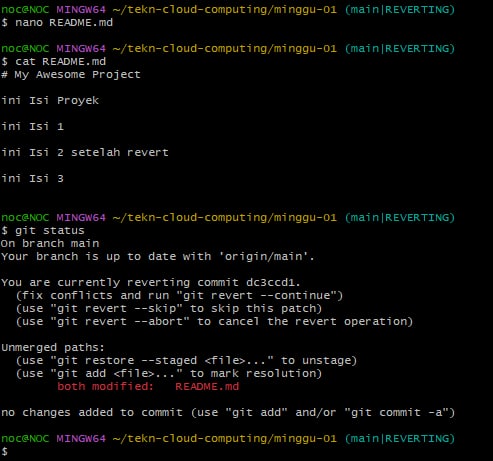 noc@NOC MINGW64 ~/tekn-cloud-computing/minggu-01 (main|REVERTING)
$ nano README.md
noc@NOC MINGW64 ~/tekn-cloud-computing/minggu-01 (main|REVERTING)
$ cat README.md
# My Awesome Project
ini Isi Proyek
ini Isi 1
ini Isi 2 setelah revert
ini Isi 3
noc@NOC MINGW64 ~/tekn-cloud-computing/minggu-01 (main|REVERTING)
$ git status
On branch main
Your branch is up to date with 'origin/main'.
You are currently reverting commit dc3ccd1.
(fix conflicts and run "git revert --continue")
(use "git revert --skip" to skip this patch)
(use "git revert --abort" to cancel the revert operation)
Unmerged paths:
(use "git restore --staged <file>..." to unstage)
(use "git add <file>..." to mark resolution)
both modified:   README.md
no changes added to commit (use "git add" and/or "git commit -a")
noc@NOC MINGW64 ~/tekn-cloud-computing/minggu-01 (main|REVERTING)
$